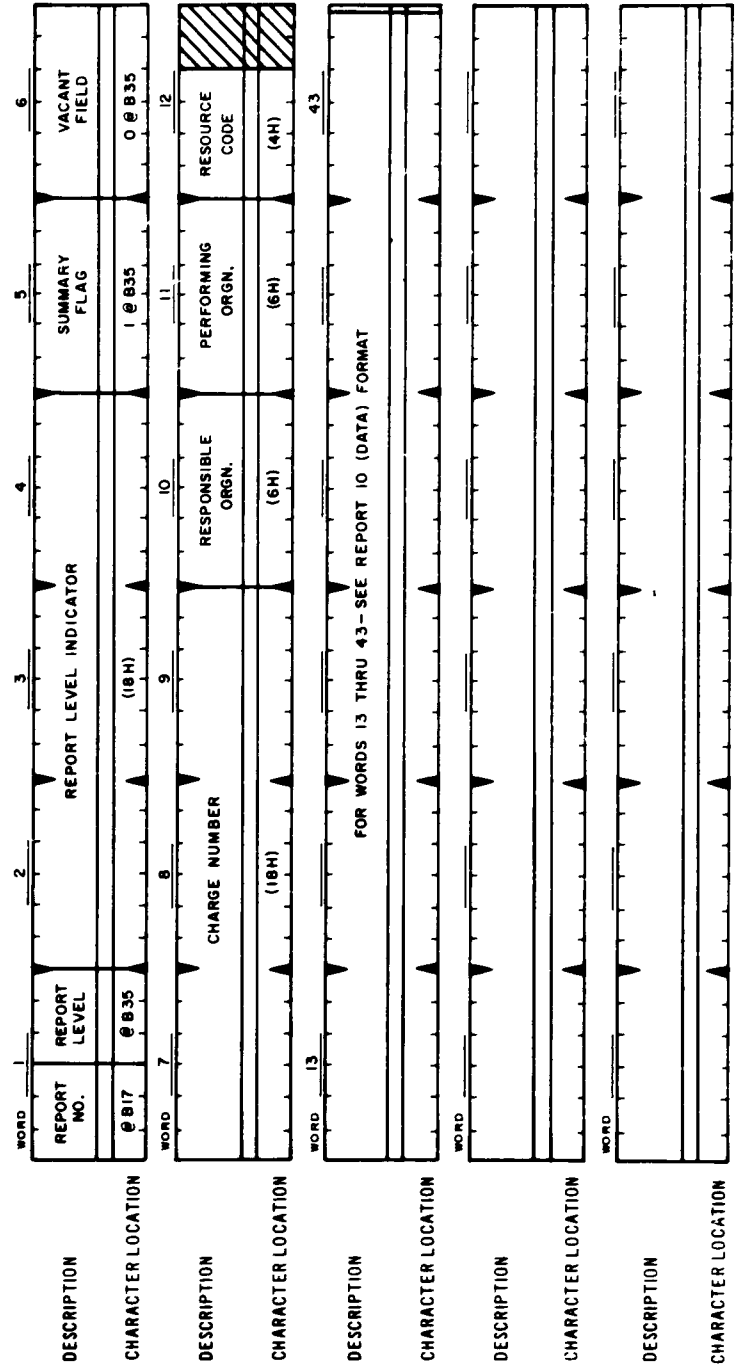 WORD 1 2 3 4 5 6
DESCRIPTION REPORT NO. REPORT LEVEL REPORT LEVEL INDICATOR SUMMARY FLAG VACANT FIELD
CHARACTER LOCATION @ B17 @ B35 (18H) 1 @ B35 0 @ B35
WORD 7 8 9 10 11 12
DESCRIPTION CHARGE NUMBER RESPONSIBLE ORGN. PERFORMING ORGN. RESOURCE CODE
CHARACTER LOCATION (18H) (6H) (6H) (4H)
WORD 13 43
DESCRIPTION FOR WORDS 13 THRU 43-SEE REPORT 10 (DATA) FORMAT
CHARACTER LOCATION
WORD
DESCRIPTION
CHARACTER LOCATION
WORD
DESCRIPTION
CHARACTER LOCATION